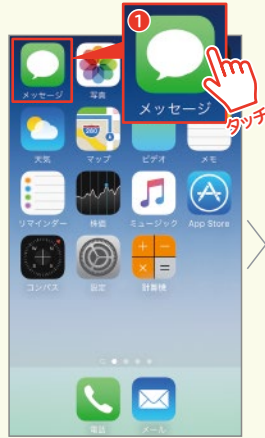 1
メッセージ
タッチ
メッセージ
写真
280
天気
マップ
ビデオ
メモ
リマインダー
株価
ミュージック
App Store
コンパス
設定
計算機
電話
メール